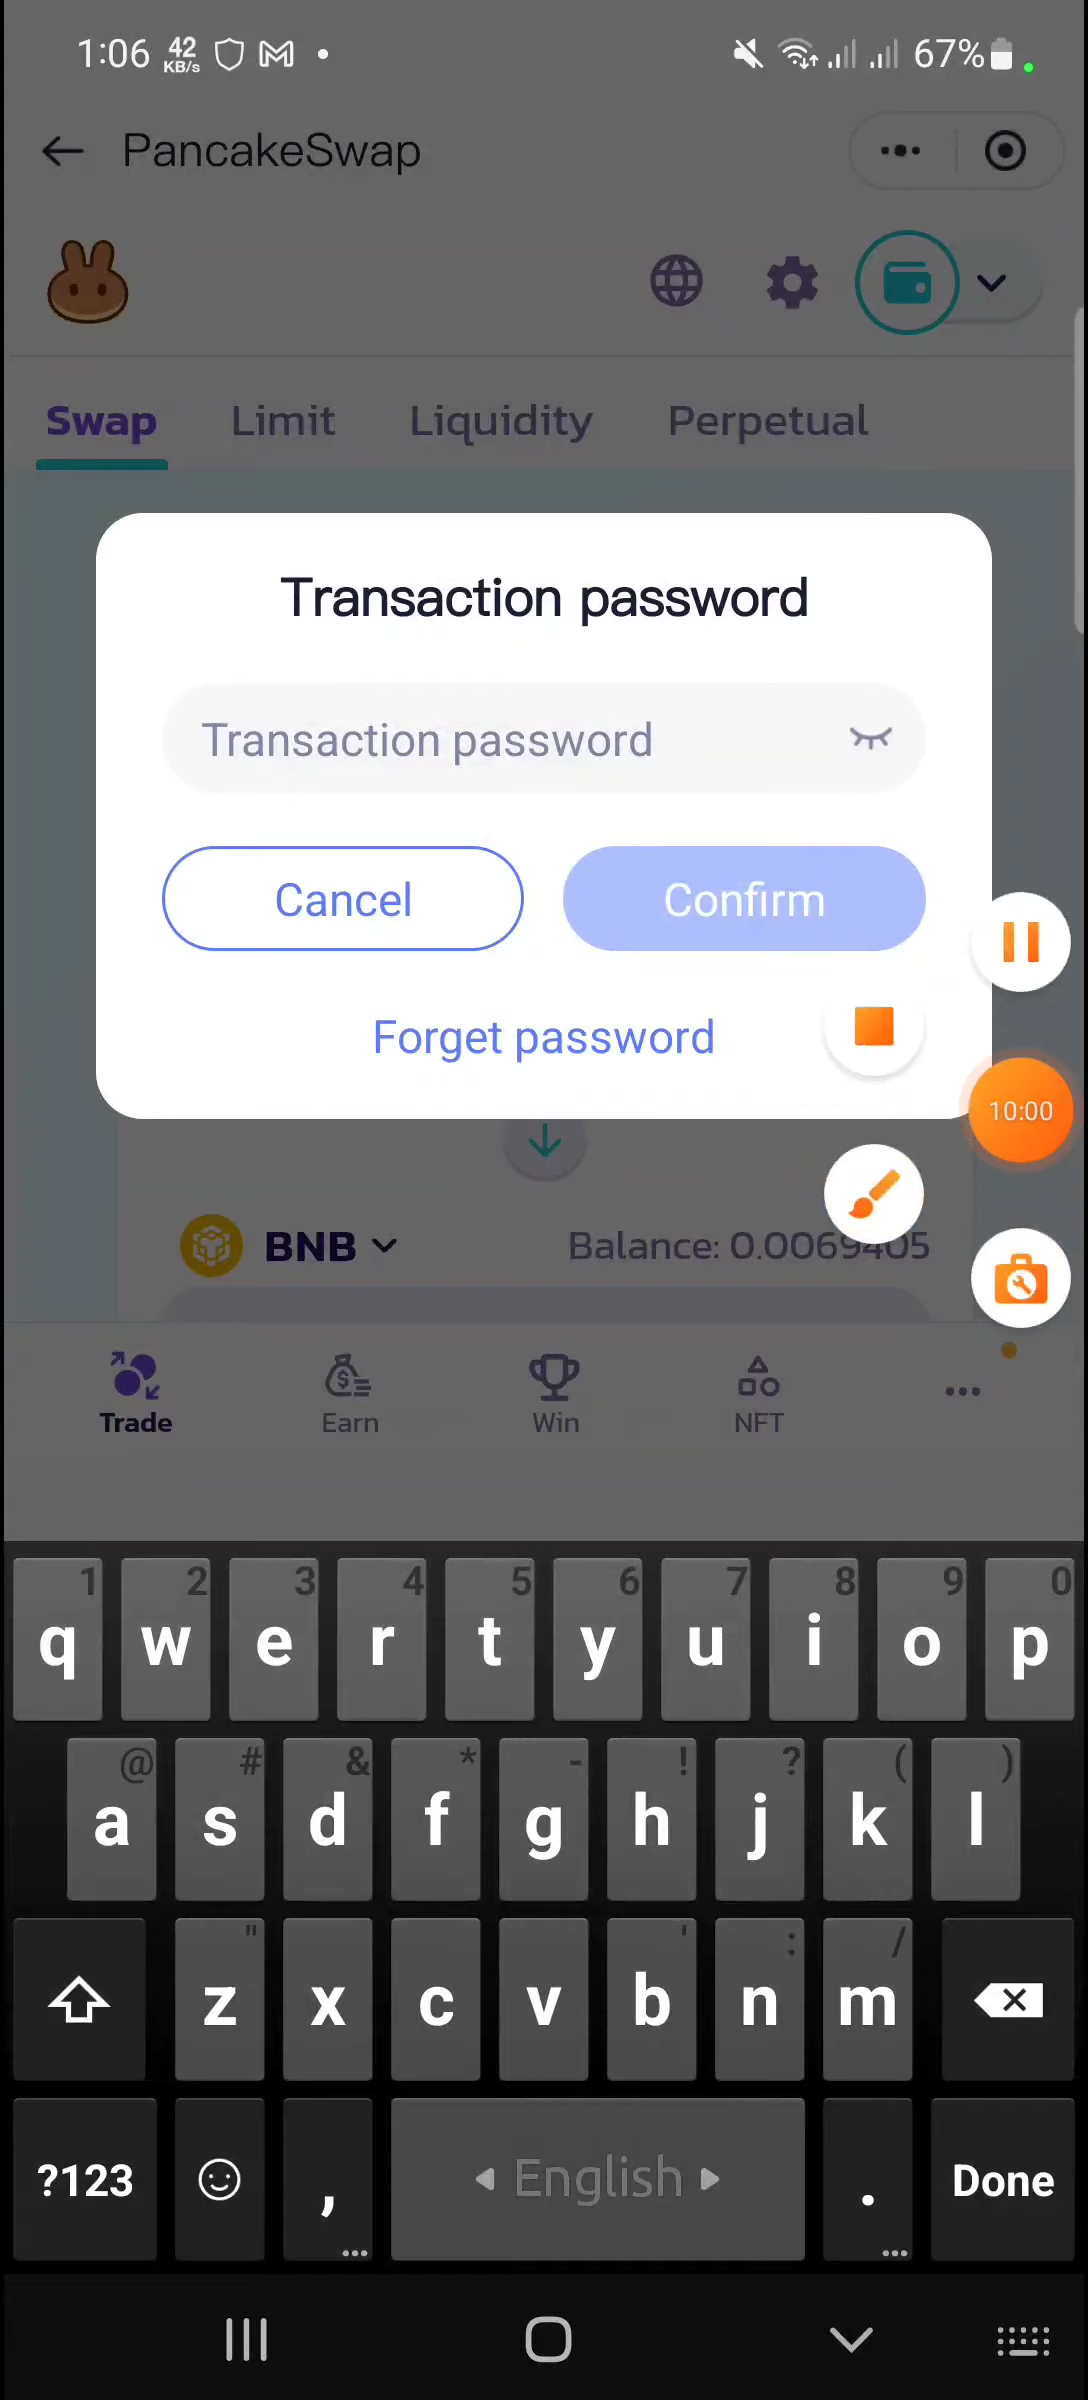 1:06 42 KB/s 67%
PancakeSwap
Swap Limit Liquidity Perpetual
Transaction password
Transaction password
Cancel Confirm
Forget password
10:00
BNB Balance: 0.0069405
Trade Earn Win NFT
1 2 3 4 5 6 7 8 9 0
q w e r t y u i o p
@ # & * - ! ? ( )
a s d f g h j k l
" ' : /
z x c v b n m
?123 , English . Done